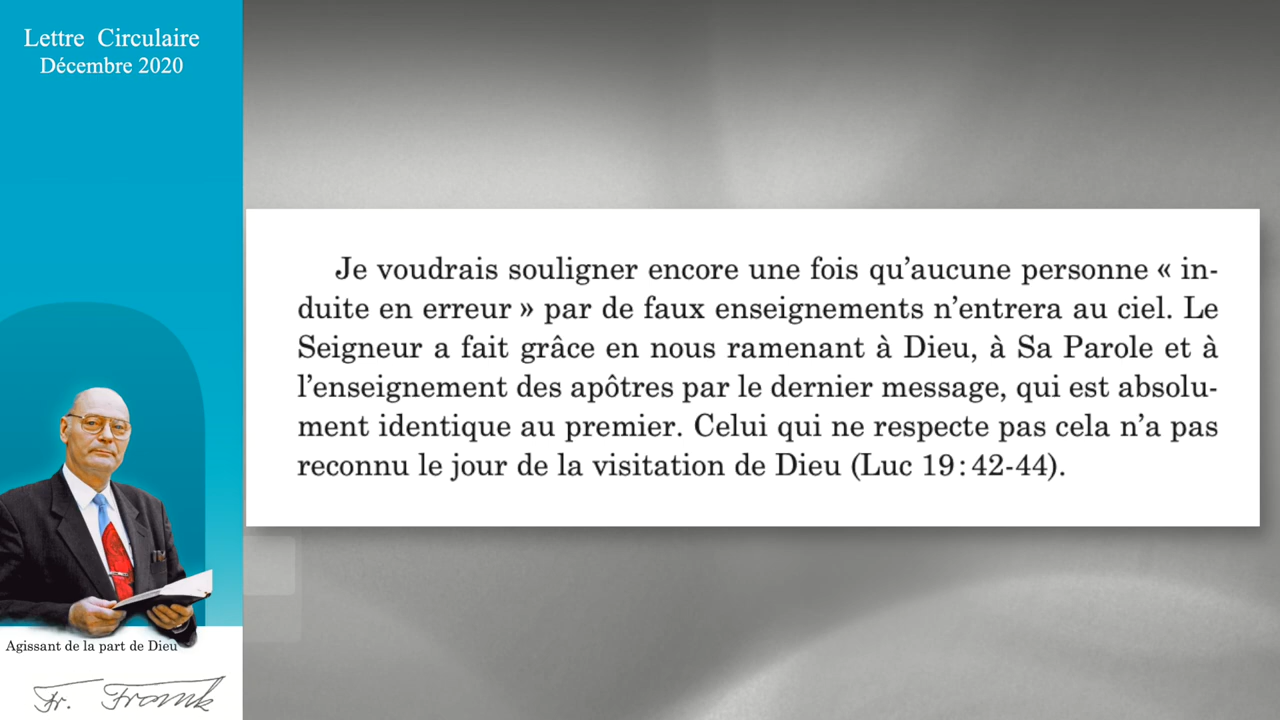 Lettre Circulaire
Décembre 2020
Je voudrais souligner encore une fois qu’aucune personne « in-
duite en erreur » par de faux enseignements n’entrera au ciel. Le
Seigneur a fait grâce en nous ramenant à Dieu, à Sa Parole et à
l’enseignement des apôtres par le dernier message, qui est absolu-
ment identique au premier. Celui qui ne respecte pas cela n’a pas
reconnu le jour de la visitation de Dieu (Luc 19 : 42-44).
Agissant de la part de Dieu
Fr. Frank